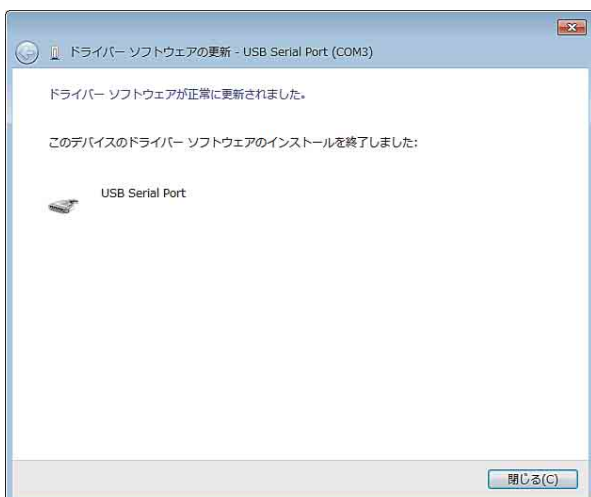 ドライバー ソフトウェアの更新 - USB Serial Port (COM3)
ドライバー ソフトウェアが正常に更新されました。
このデバイスのドライバー ソフトウェアのインストールを終了しました:
USB Serial Port
閉じる(C)